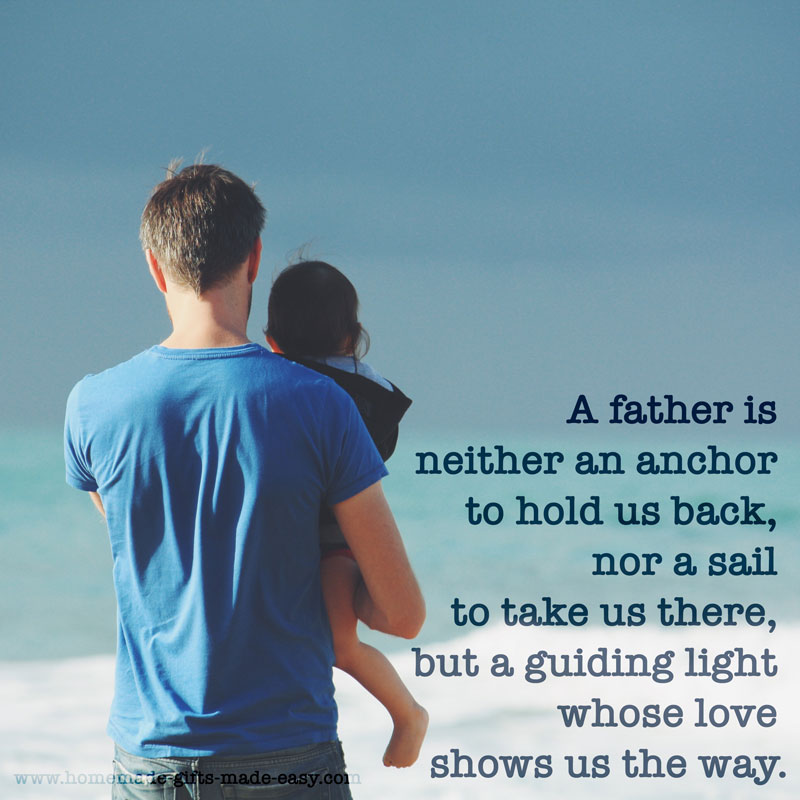 A father is
neither an anchor
to hold us back,
nor a sail
to take us there,
but a guiding light
whose love
shows us the way.
www.homemade-gifts-made-easy.com